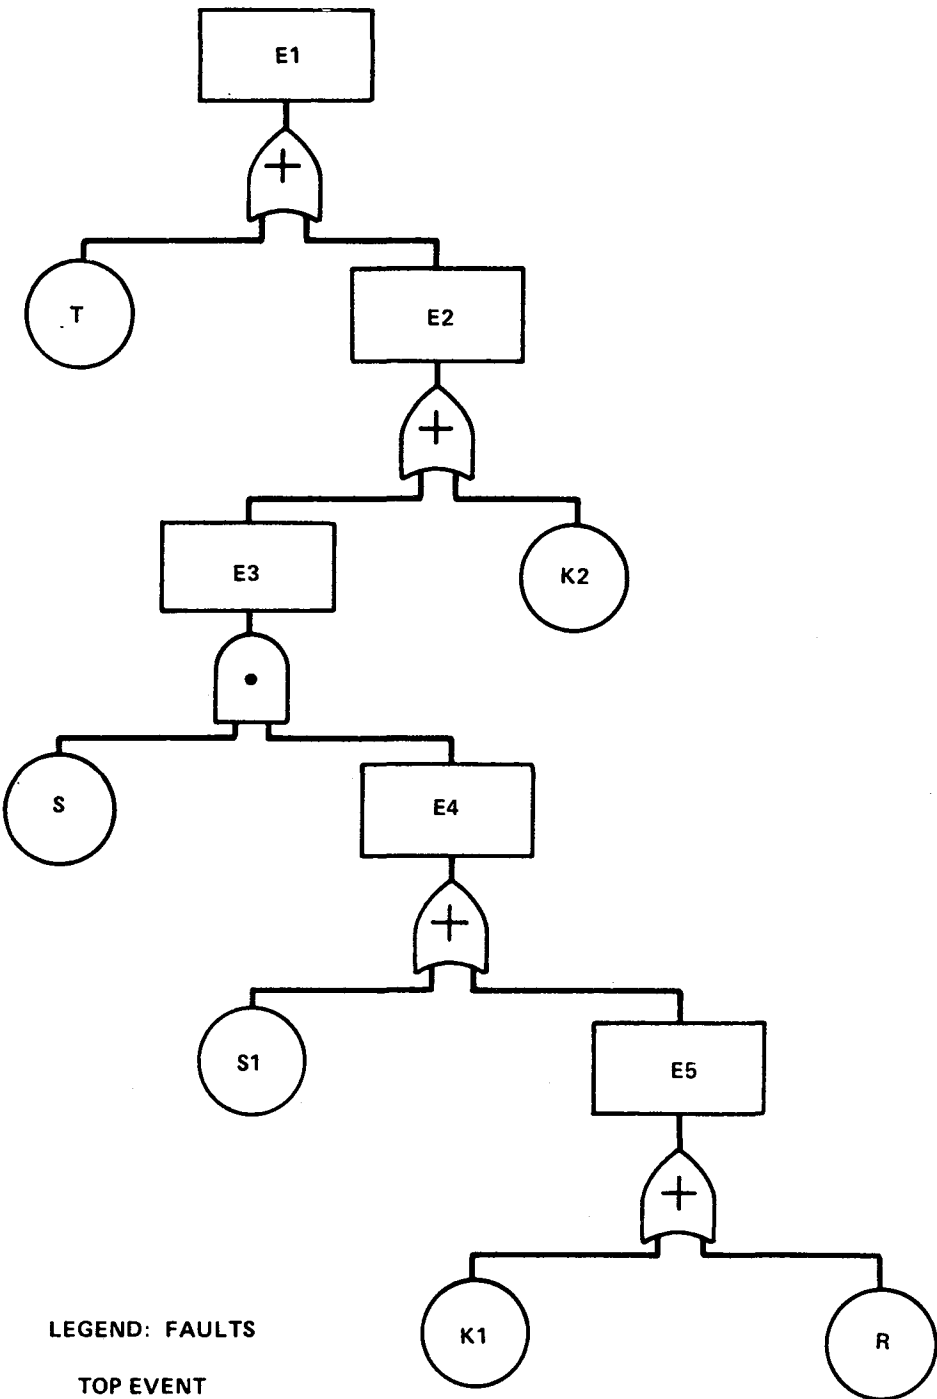 E1
+
T
E2
+
E3
K2
•
S
E4
+
S1
E5
+
K1
R
LEGEND: FAULTS
TOP EVENT